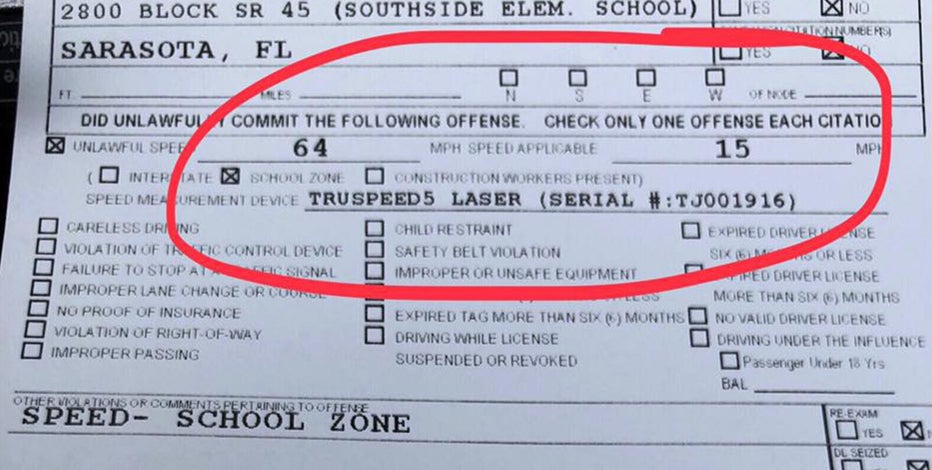 2800 BLOCK SR 45 (SOUTHSIDE ELEM. SCHOOL) YES NO
SARASOTA, FL YES NO
FT. MILES N S E W OF NODE
DID UNLAWFULLY COMMIT THE FOLLOWING OFFENSE. CHECK ONLY ONE OFFENSE EACH CITATIO
UNLAWFUL SPEED 64 MPH SPEED APPLICABLE 15 MPH
( INTERSTATE SCHOOL ZONE CONSTRUCTION WORKERS PRESENT)
SPEED MEASUREMENT DEVICE TRUSPEED5 LASER (SERIAL #:TJ001916)
CARELESS DRIVING CHILD RESTRAINT EXPIRED DRIVER LICENSE
VIOLATION OF TRAFFIC CONTROL DEVICE SAFETY BELT VIOLATION SIX (6) MONTHS OR LESS
FAILURE TO STOP AT A TRAFFIC SIGNAL IMPROPER OR UNSAFE EQUIPMENT EXPIRED DRIVER LICENSE
IMPROPER LANE CHANGE OR COURSE OR LESS MORE THAN SIX (6) MONTHS
NO PROOF OF INSURANCE EXPIRED TAG MORE THAN SIX (6) MONTHS NO VALID DRIVER LICENSE
VIOLATION OF RIGHT-OF-WAY DRIVING WHILE LICENSE DRIVING UNDER THE INFLUENCE
IMPROPER PASSING SUSPENDED OR REVOKED Passenger Under 18 Yrs
BAL
OTHER VIOLATIONS OR COMMENTS PERTAINING TO OFFENSE
SPEED- SCHOOL ZONE RE-EXAM
YES
DL SEIZED